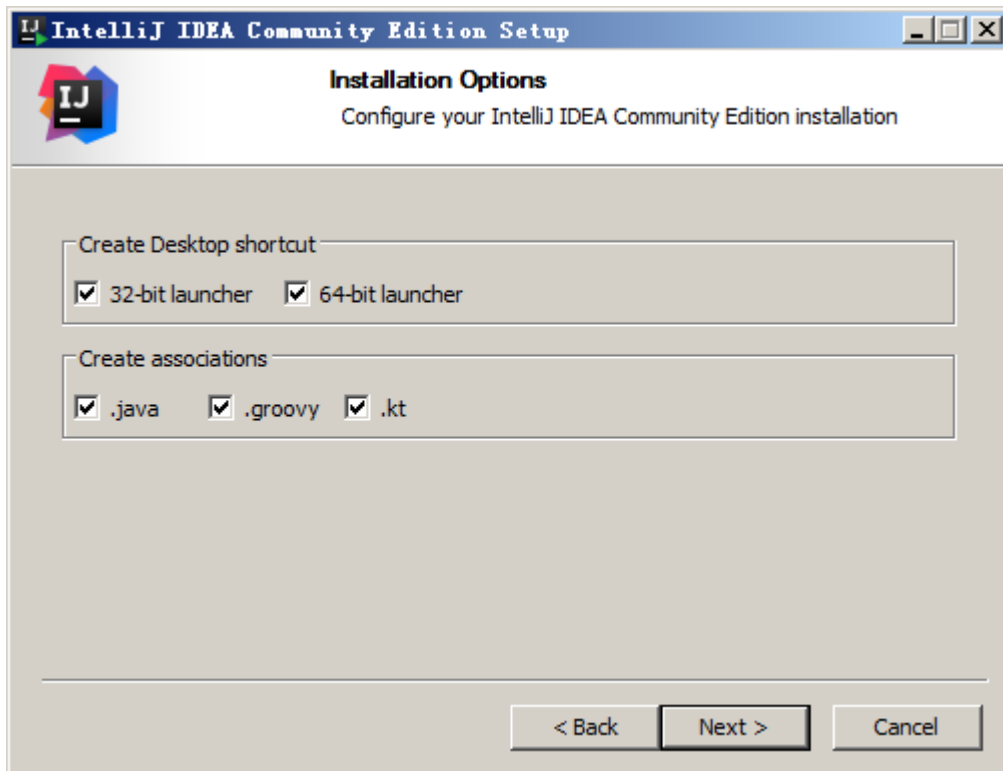 IntelliJ IDEA Community Edition Setup
IJ
Installation Options
Configure your IntelliJ IDEA Community Edition installation
Create Desktop shortcut
32-bit launcher 64-bit launcher
Create associations
.java .groovy .kt
< Back Next > Cancel